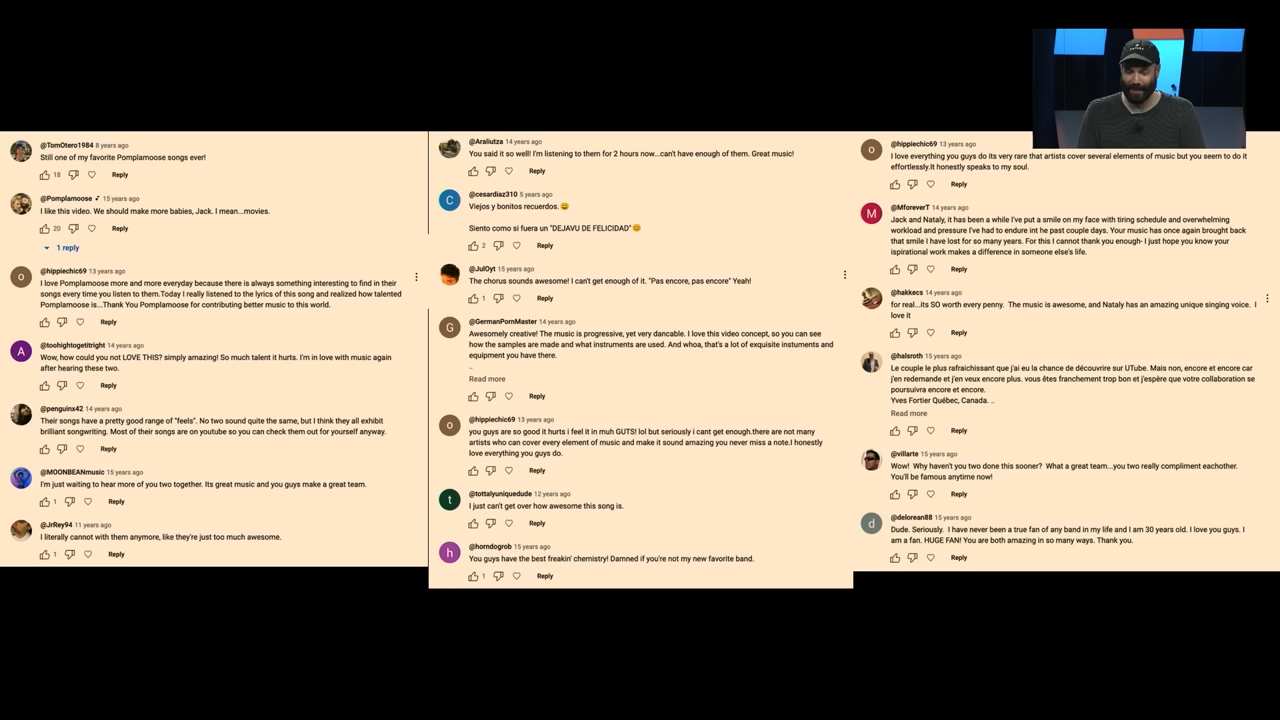 @TomOtero1984 8 years ago
Still one of my favorite Pomplamoose songs ever!
18 Reply
@Pomplamoose ♪ 15 years ago
I like this video. We should make more babies, Jack. I mean...movies.
20 Reply
1 reply
@hippiechic69 13 years ago
I love Pomplamoose more and more everyday because there is always something interesting to find in their
songs every time you listen to them.Today I really listened to the lyrics of this song and realized how talented
Pomplamoose is...Thank You Pomplamoose for contributing better music to this world.
Reply
A
@toohightogetitright 14 years ago
Wow, how could you not LOVE THIS? simply amazing! So much talent it hurts. I'm in love with music again
after hearing these two.
Reply
@penguinx42 14 years ago
Their songs have a pretty good range of "feels". No two sound quite the same, but I think they all exhibit
brilliant songwriting. Most of their songs are on youtube so you can check them out for yourself anyway.
Reply
@MOONBEANmusic 15 years ago
I'm just waiting to hear more of you two together. Its great music and you guys make a great team.
1 Reply
@JrRey94 11 years ago
I literally cannot with them anymore, like they're just too much awesome.
1 Reply
@Araliutza 14 years ago
You said it so well! I'm listening to them for 2 hours now...can't have enough of them. Great music!
Reply
C
@cesardiaz310 5 years ago
Viejos y bonitos recuerdos.😄
Siento como si fuera un "DEJAVU DE FELICIDAD"😊
2 Reply
@JulOyt 15 years ago
The chorus sounds awesome! I can't get enough of it. "Pas encore, pas encore" Yeah!
1 Reply
G
@GermanPornMaster 14 years ago
Awesomely creative! The music is progressive, yet very dancable. I love this video concept, so you can see
how the samples are made and what instruments are used. And whoa, that's a lot of exquisite instuments and
equipment you have there.
..
Read more
Reply
o
@hippiechic69 13 years ago
you guys are so good it hurts i feel it in muh GUTS! lol but seriously i cant get enough.there are not many
artists who can cover every element of music and make it sound amazing you never miss a note.I honestly
love everything you guys do.
Reply
t
@tottalyuniquedude 12 years ago
I just can't get over how awesome this song is.
Reply
h
@horndogrob 15 years ago
You guys have the best freakin' chemistry! Damned if you're not my new favorite band.
1 Reply
o
@hippiechic69 13 years ago
I love everything you guys do its very rare that artists cover several elements of music but you seem to do it
effortlessly.It honestly speaks to my soul.
Reply
M
@MforeverT 14 years ago
Jack and Nataly, it has been a while I've put a smile on my face with tiring schedule and overwhelming
workload and pressure I've had to endure int he past couple days. Your music has once again brought back
that smile I have lost for so many years. For this I cannot thank you enough- I just hope you know your
ispirational work makes a difference in someone else's life.
Reply
@hakkecs 14 years ago
for real...its SO worth every penny. The music is awesome, and Nataly has an amazing unique singing voice. I
love it
Reply
@halsroth 15 years ago
Le couple le plus rafraichissant que j'ai eu la chance de découvrire sur UTube. Mais non, encore et encore car
j'en redemande et j'en veux encore plus. vous êtes franchement trop bon et j'espère que votre collaboration se
poursuivra encore et encore.
Yves Fortier Québec, Canada. ..
Read more
Reply
@villarte 15 years ago
Wow! Why haven't you two done this sooner? What a great team...you two really compliment eachother.
You'll be famous anytime now!
Reply
d
@delorean88 15 years ago
Dude. Seriously. I have never been a true fan of any band in my life and I am 30 years old. I love you guys. I
am a fan. HUGE FAN! You are both amazing in so many ways. Thank you.
Reply